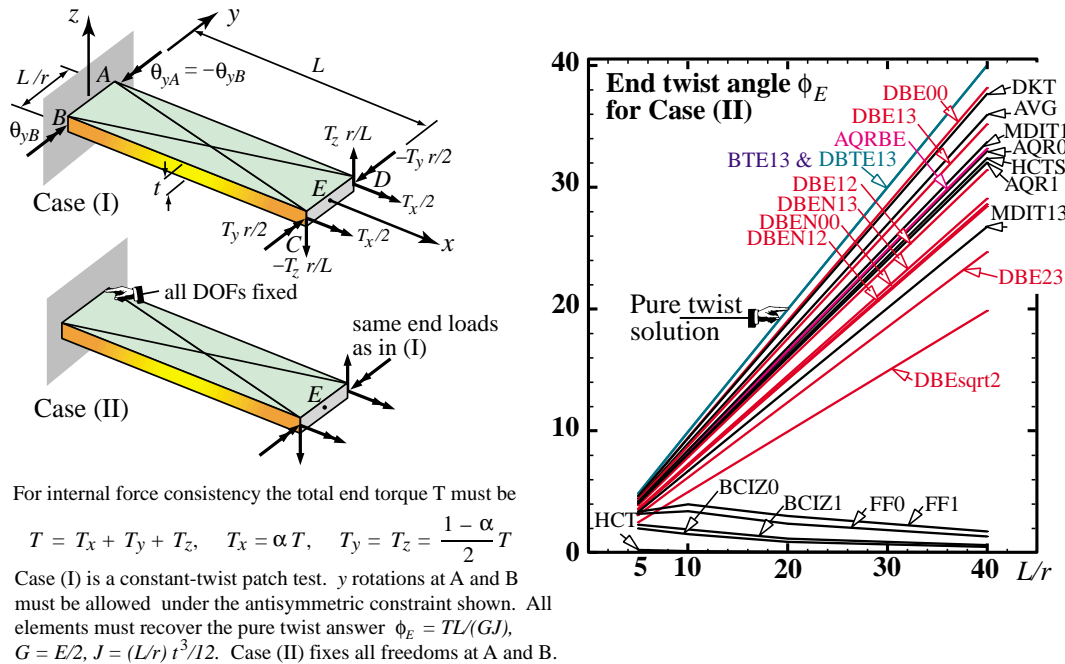 z
y
L/r
A
θyA = −θyB
L
B
θyB
Tz r/L
−Ty r/2
D
E
t
Tx/2
Case (I)
Ty r/2
C
Tx/2
x
−Tz r/L
all DOFs fixed
same end loads
as in (I)
E
Case (II)
For internal force consistency the total end torque T must be
T = Tx + Ty + Tz, Tx = α T, Ty = Tz = (1 − α)/2 T
Case (I) is a constant-twist patch test. y rotations at A and B
must be allowed under the antisymmetric constraint shown. All
elements must recover the pure twist answer ϕE = TL/(GJ),
G = E/2, J = (L/r) t^3/12. Case (II) fixes all freedoms at A and B.
40
30
20
10
0
End twist angle ϕE
for Case (II)
DBE00
DBE13
AQRBE
BTE13 & DBTE13
DBE12
DBEN13
DBEN00
DBEN12
DKT
AVG
MDIT1
AQR0
HCTS
AQR1
MDIT13
DBE23
Pure twist
solution
DBEsqrt2
BCIZ0
BCIZ1
FF0
FF1
HCT
5
10
20
30
40
L/r